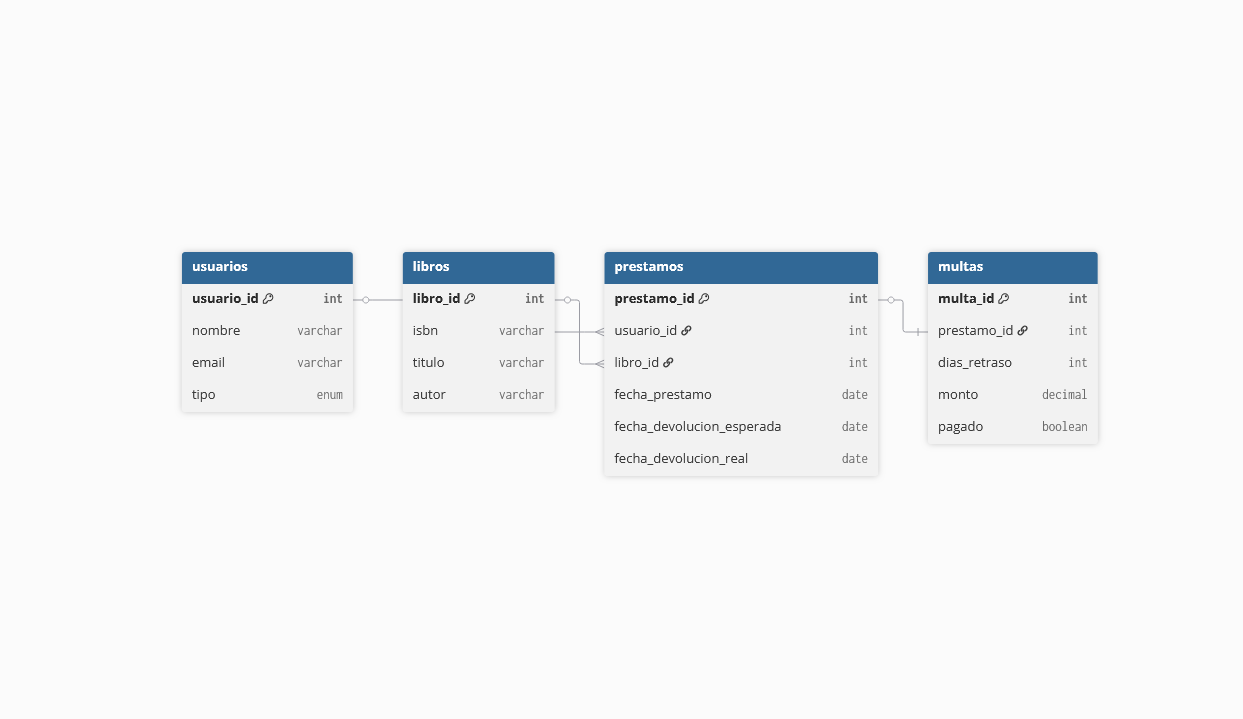 usuarios
usuario_id int
nombre varchar
email varchar
tipo enum
libros
libro_id int
isbn varchar
titulo varchar
autor varchar
prestamos
prestamo_id int
usuario_id int
libro_id int
fecha_prestamo date
fecha_devolucion_esperada date
fecha_devolucion_real date
multas
multa_id int
prestamo_id int
dias_retraso int
monto decimal
pagado boolean